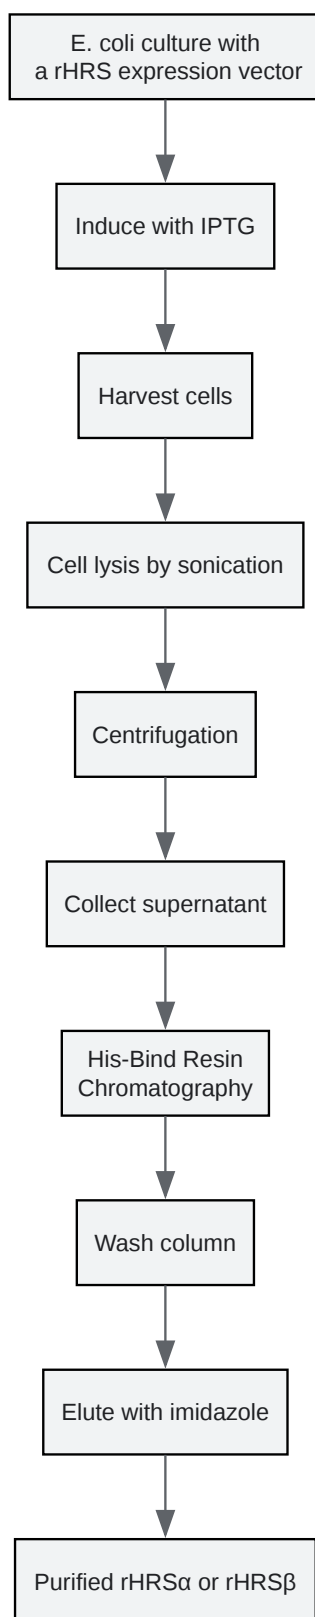 E. coli culture with
a rHRS expression vector
Induce with IPTG
Harvest cells
Cell lysis by sonication
Centrifugation
Collect supernatant
His-Bind Resin
Chromatography
Wash column
Elute with imidazole
Purified rHRSα or rHRSβ